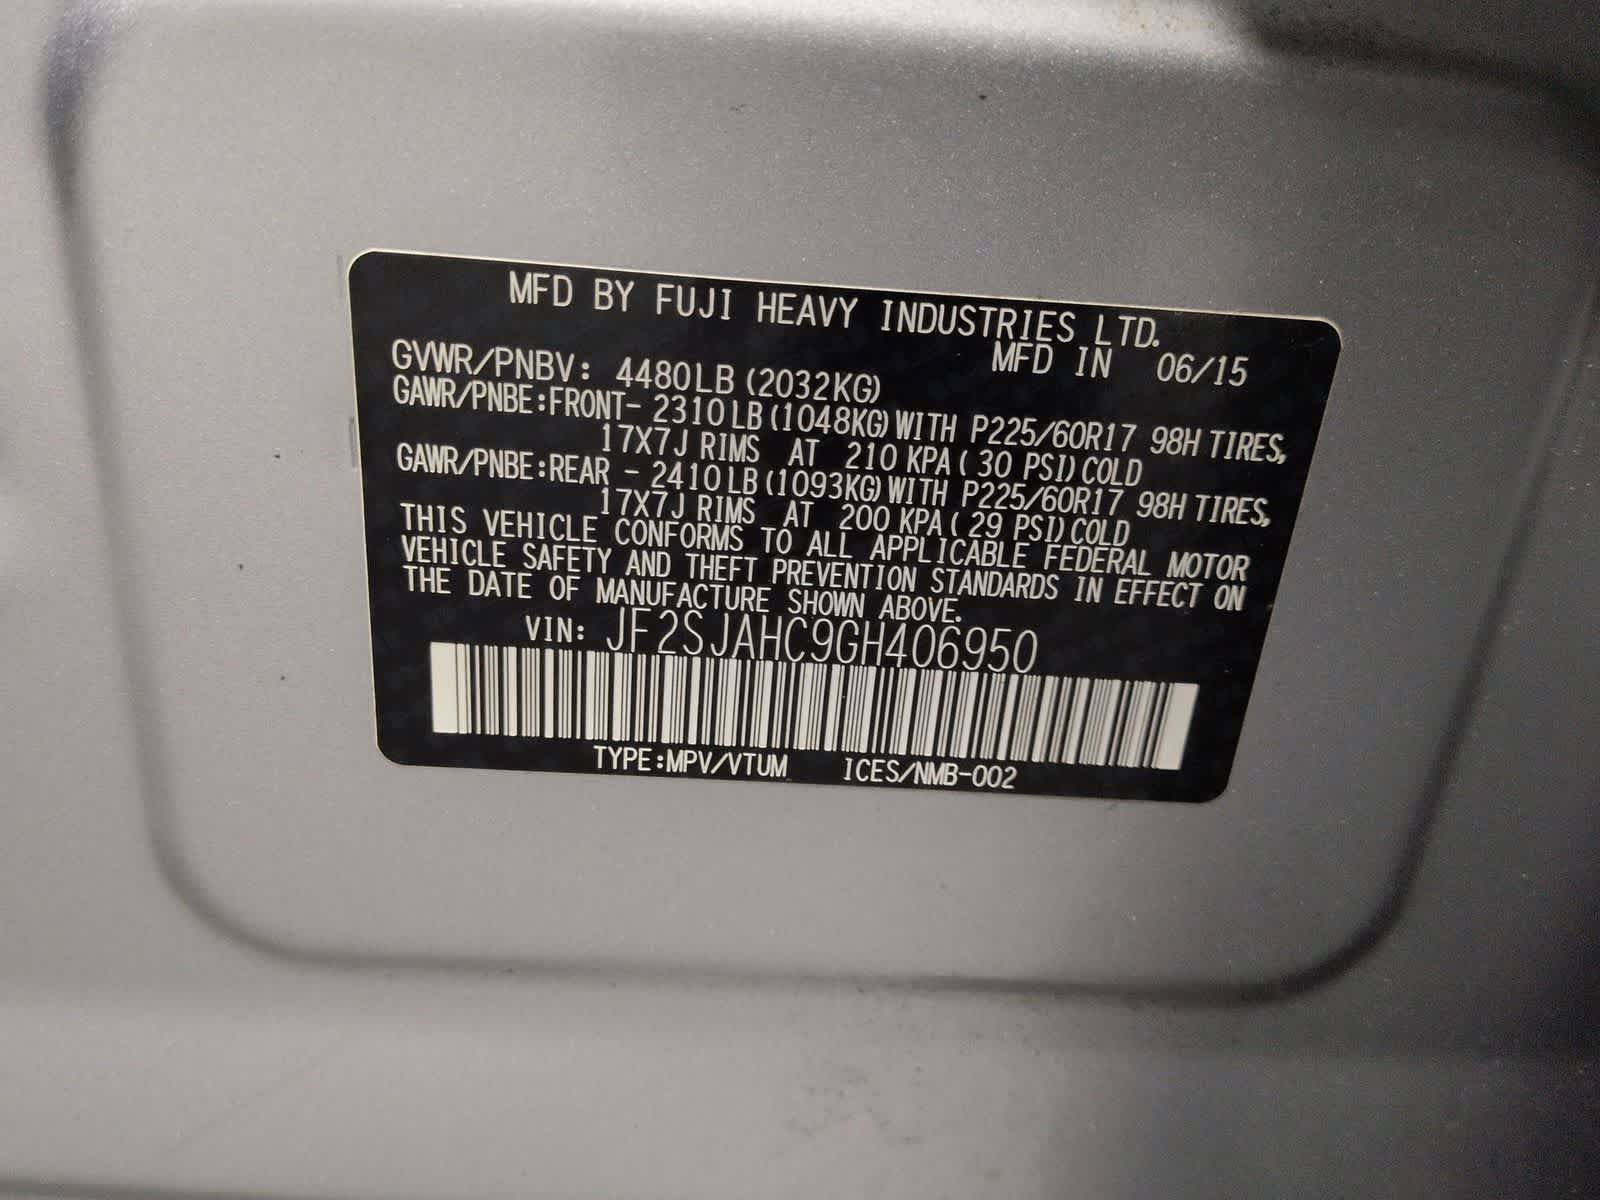 MFD BY FUJI HEAVY INDUSTRIES LTD.
MFD IN 06/15
GVWR/PNBV: 4480LB (2032KG)
GAWR/PNBE:FRONT- 2310LB (1048KG) WITH P225/60R17 98H TIRES,
17X7J RIMS AT 210 KPA ( 30 PSI) COLD
GAWR/PNBE:REAR - 2410LB (1093KG) WITH P225/60R17 98H TIRES,
17X7J RIMS AT 200 KPA ( 29 PSI) COLD
THIS VEHICLE CONFORMS TO ALL APPLICABLE FEDERAL MOTOR
VEHICLE SAFETY AND THEFT PREVENTION STANDARDS IN EFFECT ON
THE DATE OF MANUFACTURE SHOWN ABOVE.
VIN: JF2SJAHC9GH406950
TYPE:MPV/VTUM ICES/NMB-002